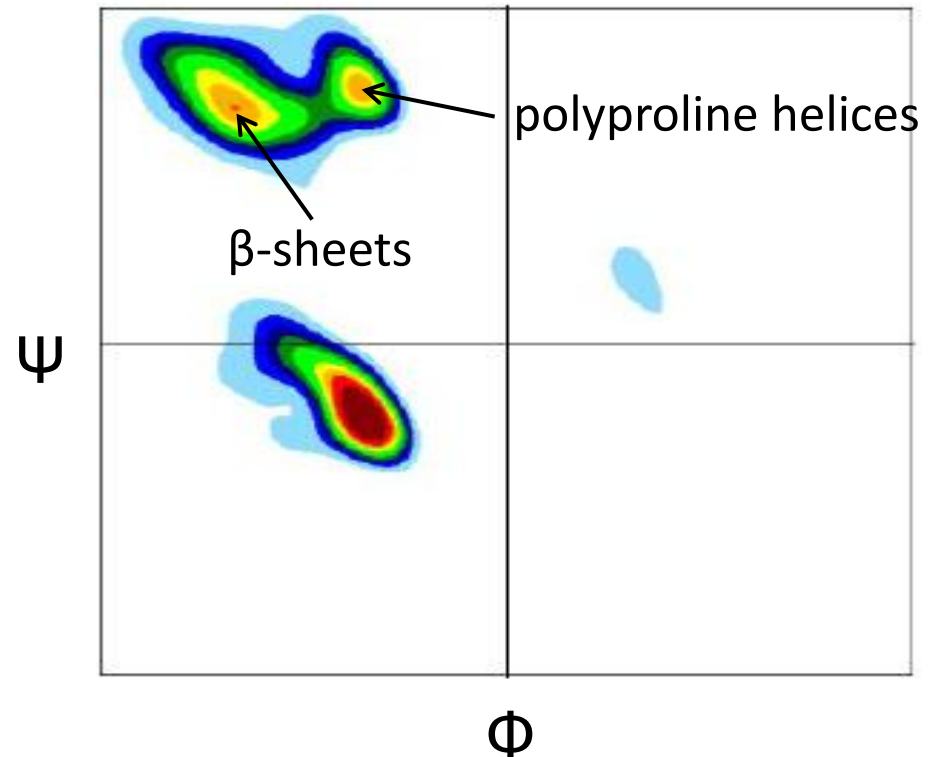 polyproline helices
β-sheets
Ψ
Φ